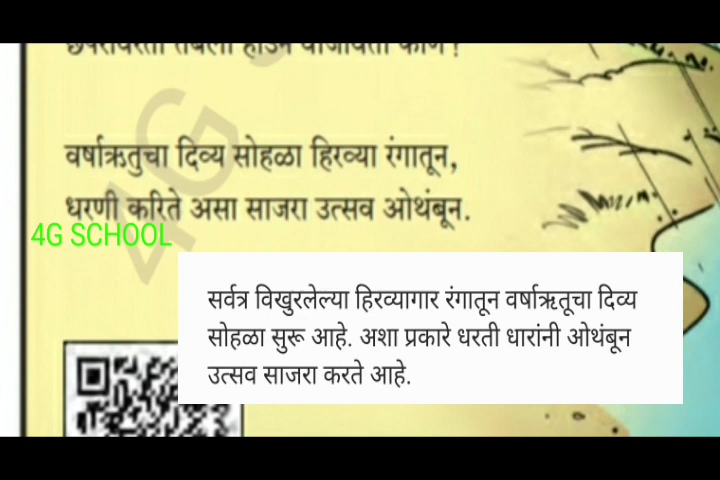 वर्षाऋतुचा दिव्य सोहळा हिरव्या रंगातून,
धरणी करिते असा साजरा उत्सव ओथंबून.
4G SCHOOL
सर्वत्र विखुरलेल्या हिरव्यागार रंगातून वर्षाऋतूचा दिव्य
सोहळा सुरू आहे. अशा प्रकारे धरती धारांनी ओथंबून
उत्सव साजरा करते आहे.